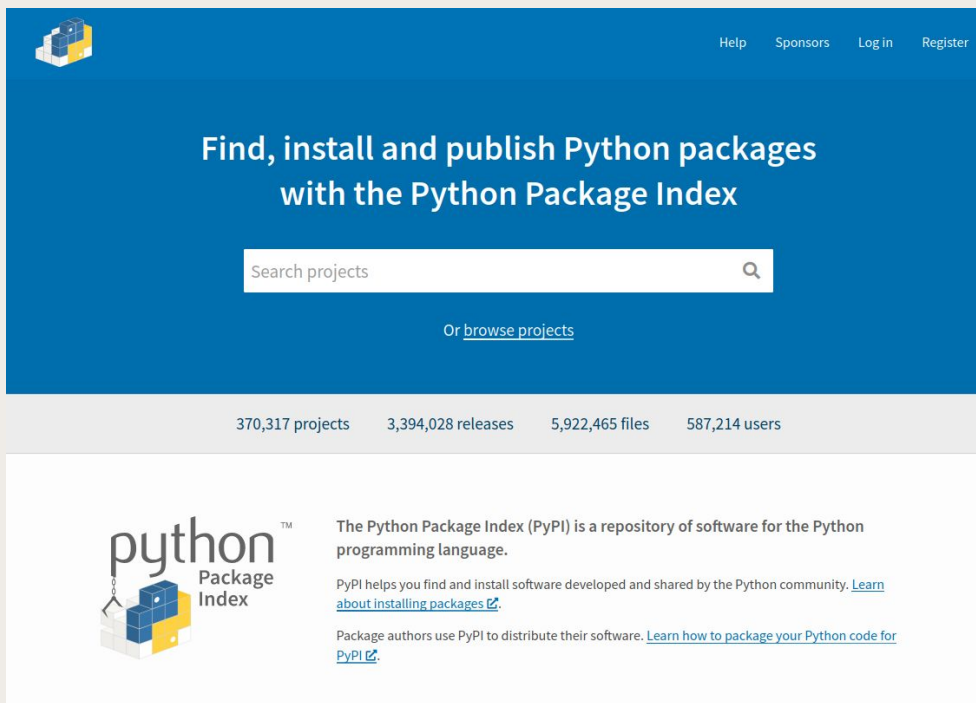 Help Sponsors Log in Register
Find, install and publish Python packages
with the Python Package Index
Search projects
Or browse projects
370,317 projects 3,394,028 releases 5,922,465 files 587,214 users
python™
Package
Index
The Python Package Index (PyPI) is a repository of software for the Python
programming language.
PyPI helps you find and install software developed and shared by the Python community. Learn
about installing packages.
Package authors use PyPI to distribute their software. Learn how to package your Python code for
PyPI.